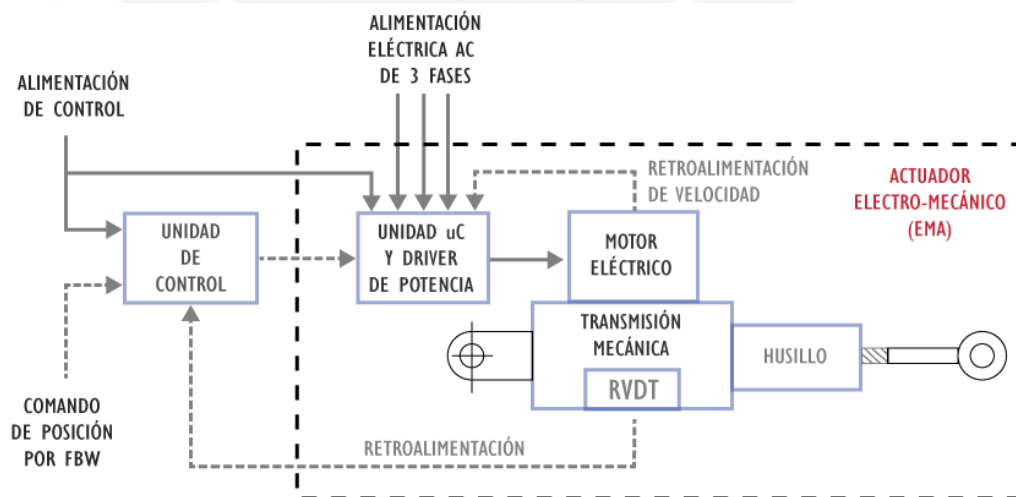 ALIMENTACIÓN
ELÉCTRICA AC
DE 3 FASES
ALIMENTACIÓN
DE CONTROL
RETROALIMENTACIÓN
DE VELOCIDAD
ACTUADOR
ELECTRO-MECÁNICO
(EMA)
UNIDAD
DE
CONTROL
UNIDAD uC
Y DRIVER
DE POTENCIA
MOTOR
ELÉCTRICO
TRANSMISIÓN
MECÁNICA
RVDT
HUSILLO
COMANDO
DE POSICIÓN
POR FBW
RETROALIMENTACIÓN